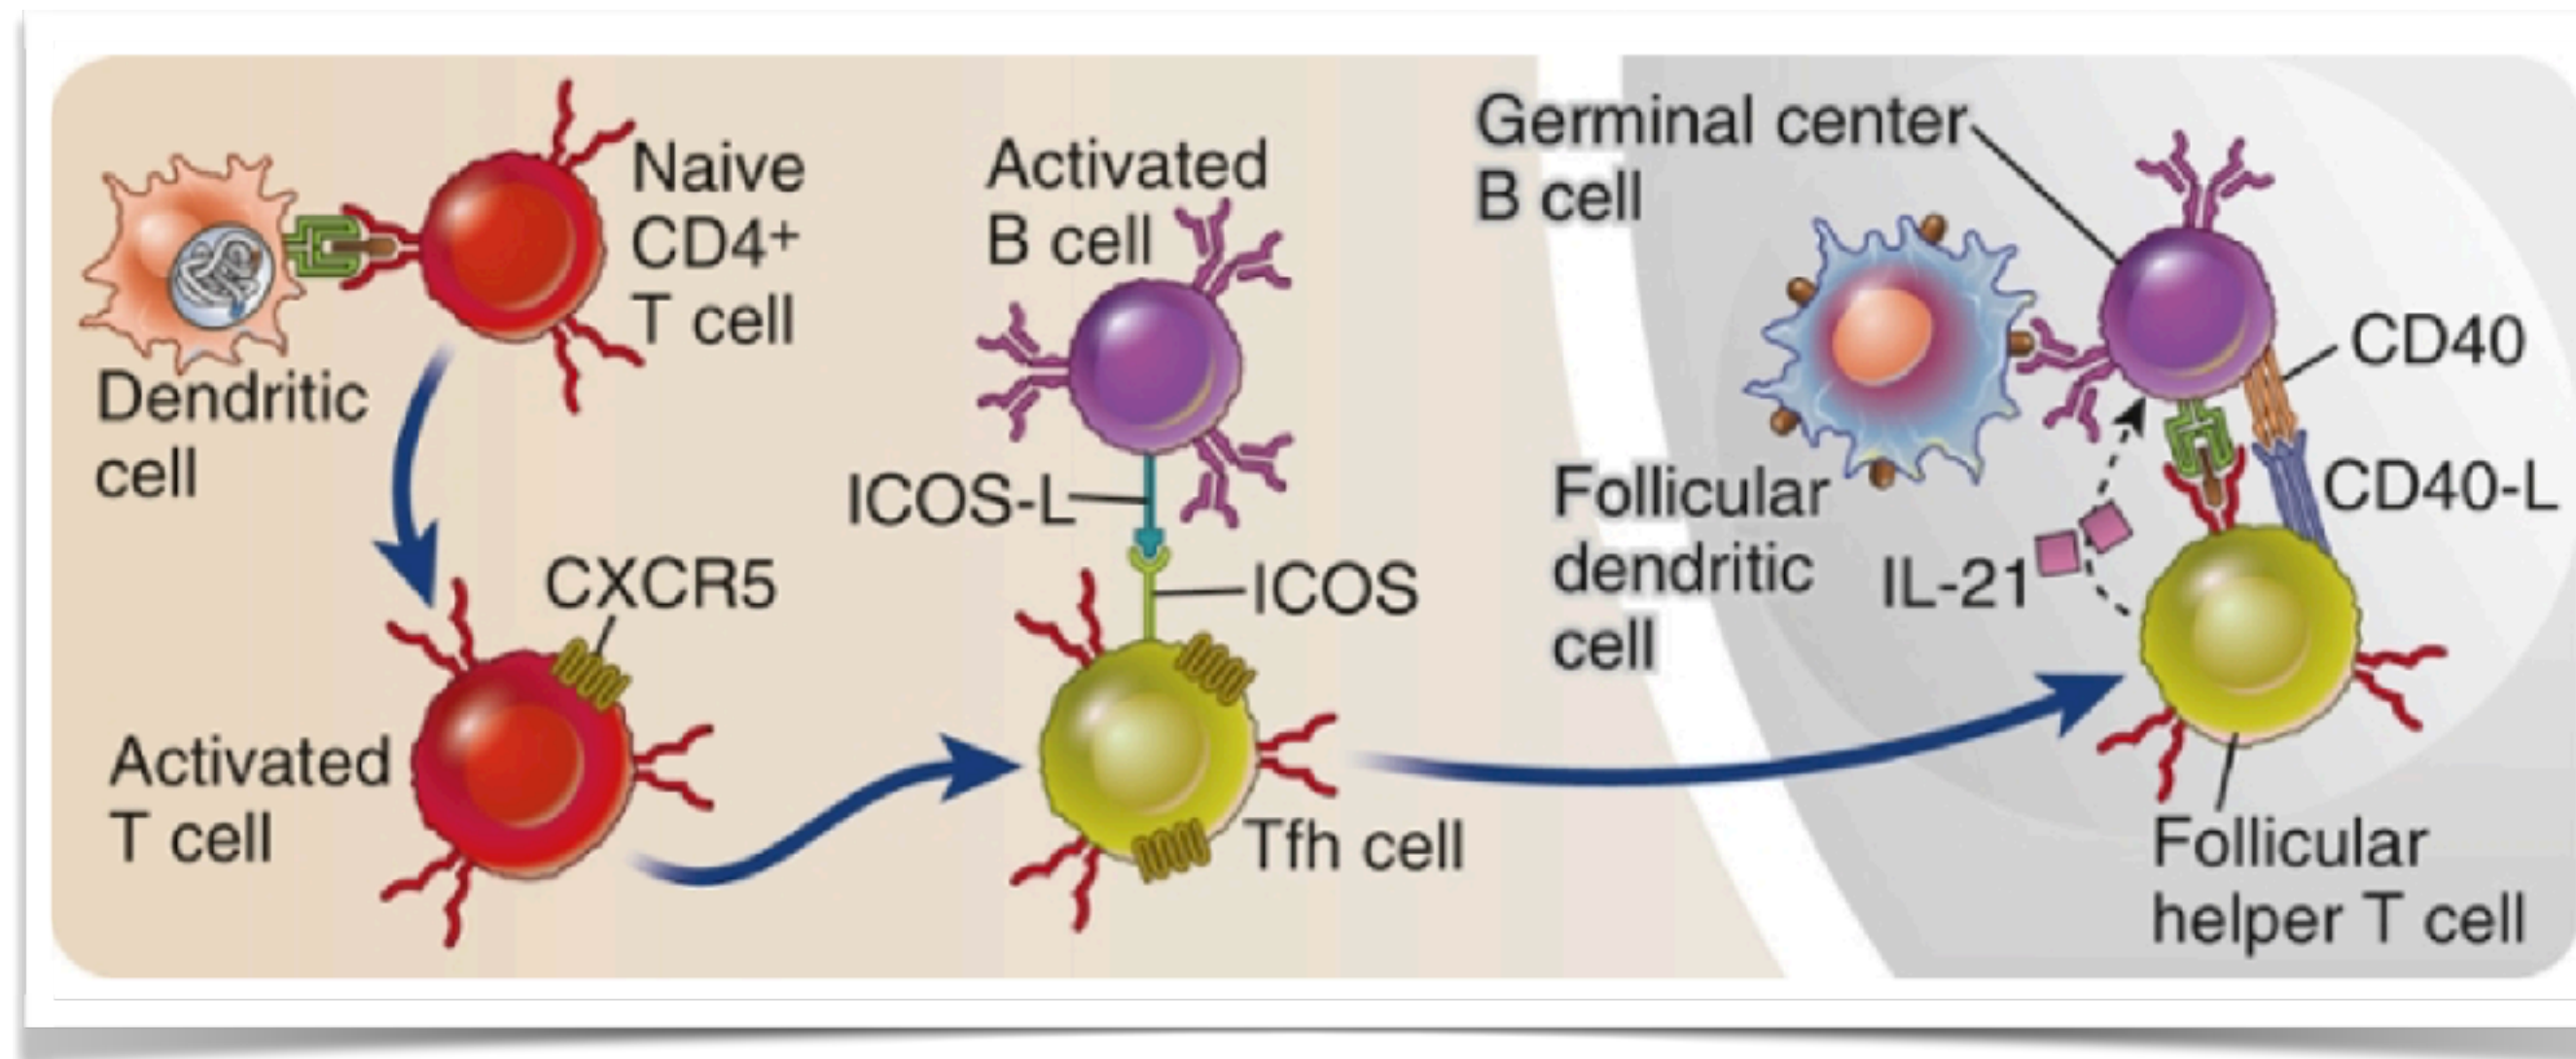 Naive
CD4+
T cell
Dendritic
cell
CXCR5
Activated
T cell
Activated
B cell
ICOS-L
ICOS
Tfh cell
Germinal center
B cell
CD40
CD40-L
Follicular
dendritic
cell
IL-21
Follicular
helper T cell